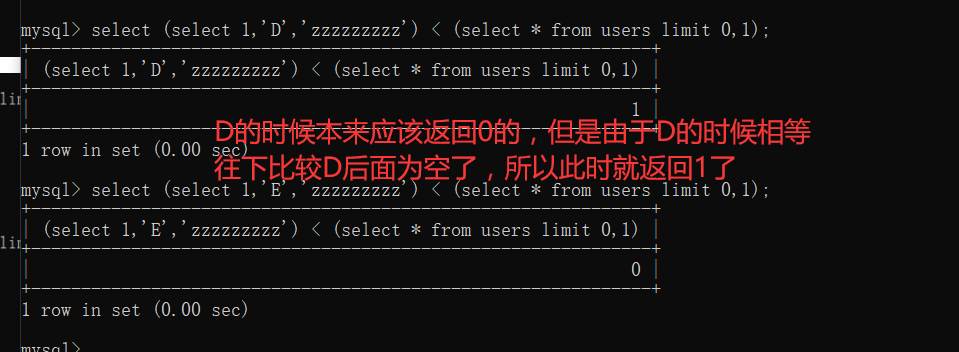 mysql> select (select 1,'D','zzzzzzzzz') < (select * from users limit 0,1);
+--------------------------------------------------------------+
| (select 1,'D','zzzzzzzzz') < (select * from users limit 0,1) |
+--------------------------------------------------------------+
| 1 |
+--------------------------------------------------------------+
D的时候本来应该返回0的，但是由于D的时候相等
1 row in set (0.00 sec)
往下比较D后面为空了，所以此时就返回1了
mysql> select (select 1,'E','zzzzzzzzz') < (select * from users limit 0,1);
+--------------------------------------------------------------+
| (select 1,'E','zzzzzzzzz') < (select * from users limit 0,1) |
+--------------------------------------------------------------+
| 0 |
+--------------------------------------------------------------+
1 row in set (0.00 sec)
mysql>